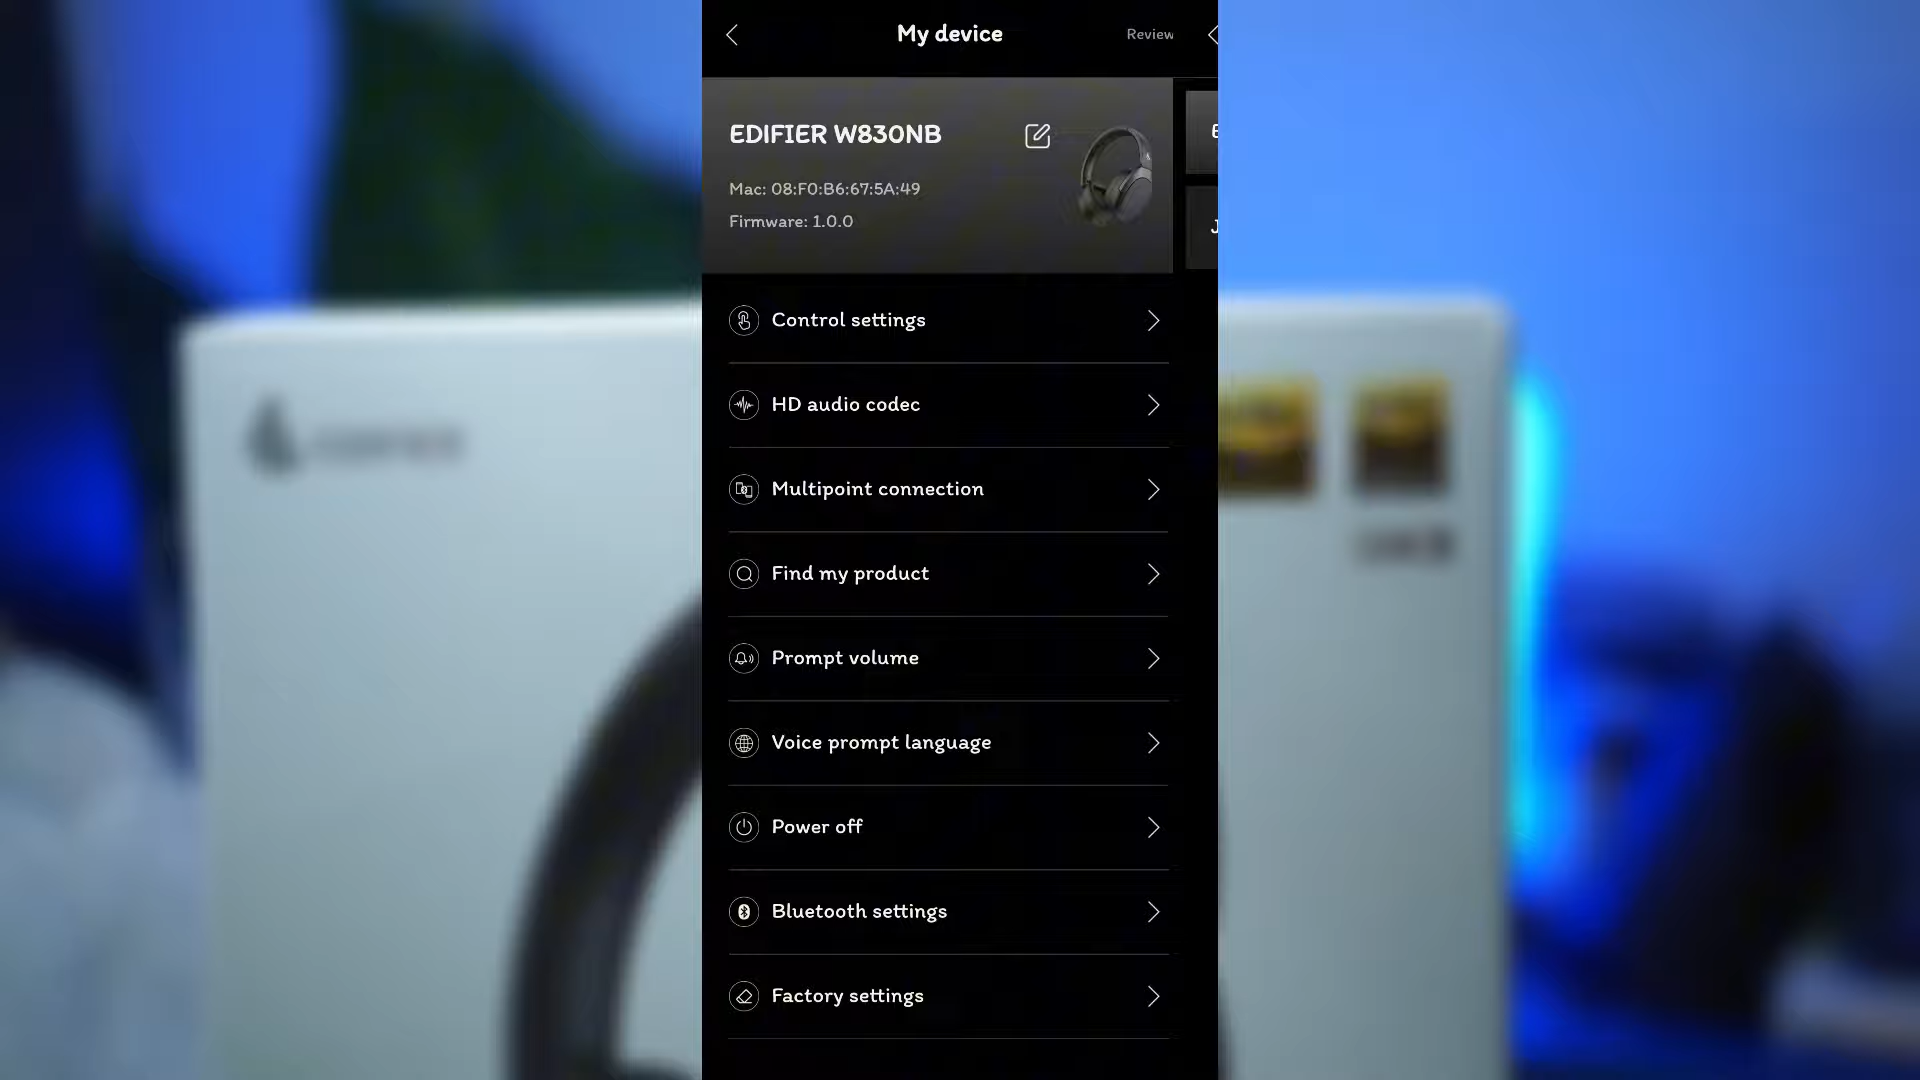 My device
Review
EDIFIER W830NB
Mac: 08:F0:B6:67:5A:49
Firmware: 1.0.0
Control settings
HD audio codec
Multipoint connection
Find my product
Prompt volume
Voice prompt language
Power off
Bluetooth settings
Factory settings